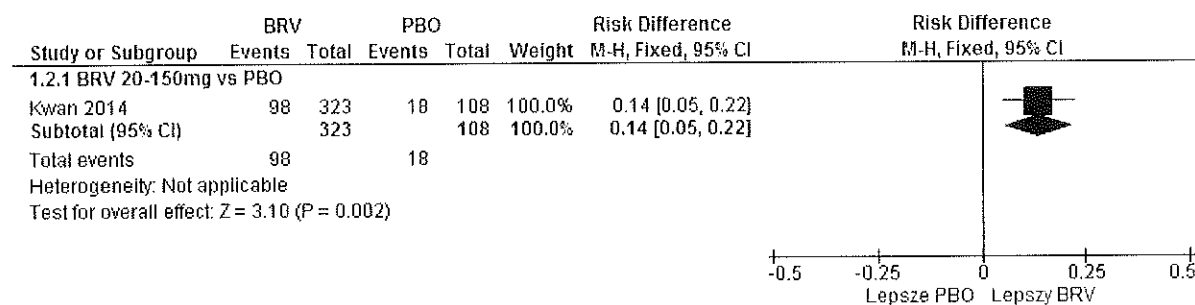 BRV PBO Risk Difference Risk Difference
Study or Subgroup Events Total Events Total Weight M-H, Fixed, 95% CI M-H, Fixed, 95% CI
1.2.1 BRV 20-150mg vs PBO
Kwan 2014 98 323 18 108 100.0% 0.14 [0.05, 0.22]
Subtotal (95% CI) 323 108 100.0% 0.14 [0.05, 0.22]
Total events 98 18
Heterogeneity: Not applicable
Test for overall effect: Z = 3.10 (P = 0.002)
-0.5 -0.25 0 0.25 0.5
Lepsze PBO Lepszy BRV